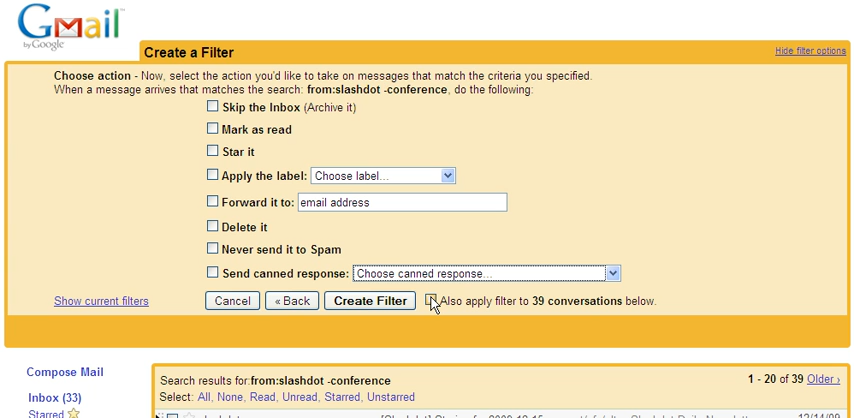 Gmail™
by Google
Create a Filter
Hide filter options
Choose action - Now, select the action you'd like to take on messages that match the criteria you specified.
When a message arrives that matches the search: from:slashdot -conference, do the following:
Skip the Inbox (Archive it)
Mark as read
Star it
Apply the label: Choose label...
Forward it to: email address
Delete it
Never send it to Spam
Send canned response: Choose canned response...
Show current filters Cancel « Back Create Filter Also apply filter to 39 conversations below.
Compose Mail
Search results for:from:slashdot -conference 1 - 20 of 39 Older ›
Inbox (33) Select: All, None, Read, Unread, Starred, Unstarred
Starred